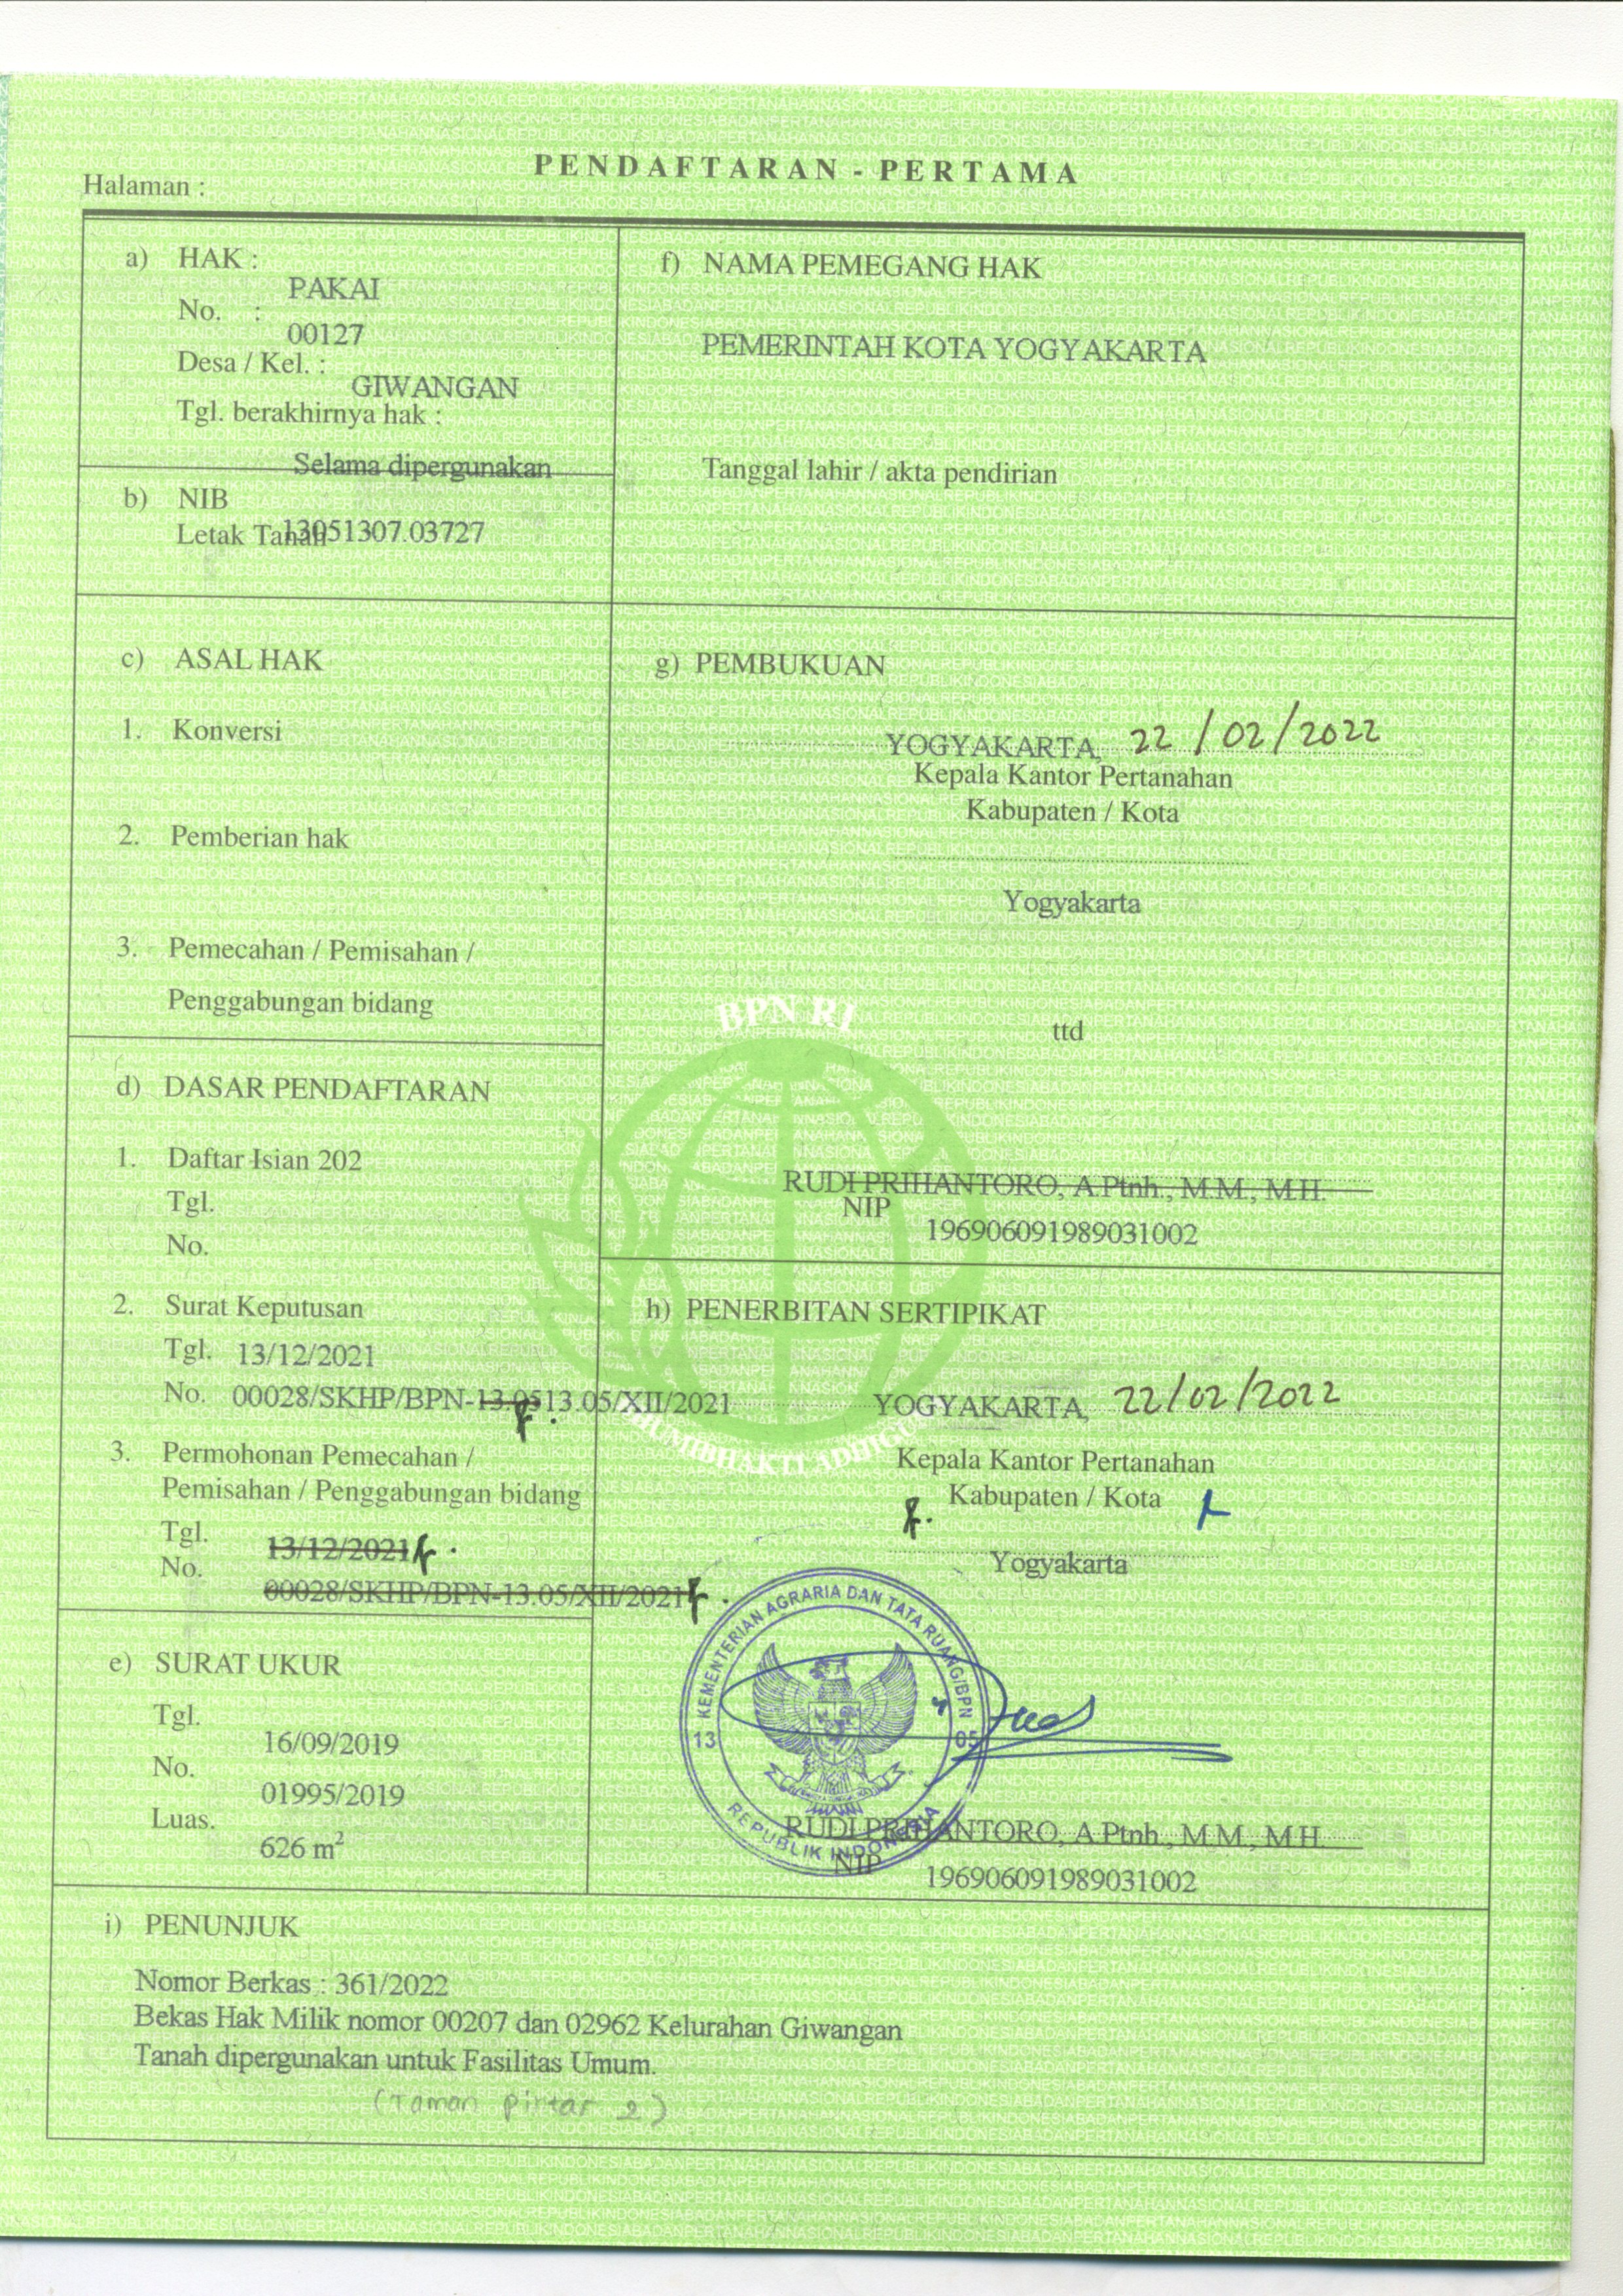 PENDAFTARAN - PERTAMA
Halaman :
a) HAK :
PAKAI
No. :
00127
Desa / Kel. :
GIWANGAN
Tgl. berakhirnya hak :
Selama dipergunakan
b) NIB
Letak Tanah
13051307.03727
f) NAMA PEMEGANG HAK
PEMERINTAH KOTA YOGYAKARTA
Tanggal lahir / akta pendirian
c) ASAL HAK
1. Konversi
2. Pemberian hak
3. Pemecahan / Pemisahan /
Penggabungan bidang
g) PEMBUKUAN
YOGYAKARTA, 22/02/2022
Kepala Kantor Pertanahan
Kabupaten / Kota
Yogyakarta
ttd
RUDI PRIHANTORO, A.Ptnh., M.M., M.H.
NIP
196906091989031002
BPN RI
d) DASAR PENDAFTARAN
1. Daftar Isian 202
Tgl.
No.
2. Surat Keputusan
Tgl. 13/12/2021
No. 00028/SKHP/BPN-13.0513.05/XII/2021
3. Permohonan Pemecahan /
Pemisahan / Penggabungan bidang
Tgl.
13/12/2021
No.
00028/SKHP/BPN-13.05/XII/2021
h) PENERBITAN SERTIPIKAT
YOGYAKARTA, 22/02/2022
Kepala Kantor Pertanahan
Kabupaten / Kota
Yogyakarta
KEMENTERIAN AGRARIA DAN TATA RUANG/BPN
13 05
REPUBLIK INDONESIA
RUDI PRIHANTORO, A.Ptnh., M.M., M.H.
NIP
196906091989031002
e) SURAT UKUR
Tgl.
16/09/2019
No.
01995/2019
Luas.
626 m²
i) PENUNJUK
Nomor Berkas : 361/2022
Bekas Hak Milik nomor 00207 dan 02962 Kelurahan Giwangan
Tanah dipergunakan untuk Fasilitas Umum.
(Taman pintar 2)